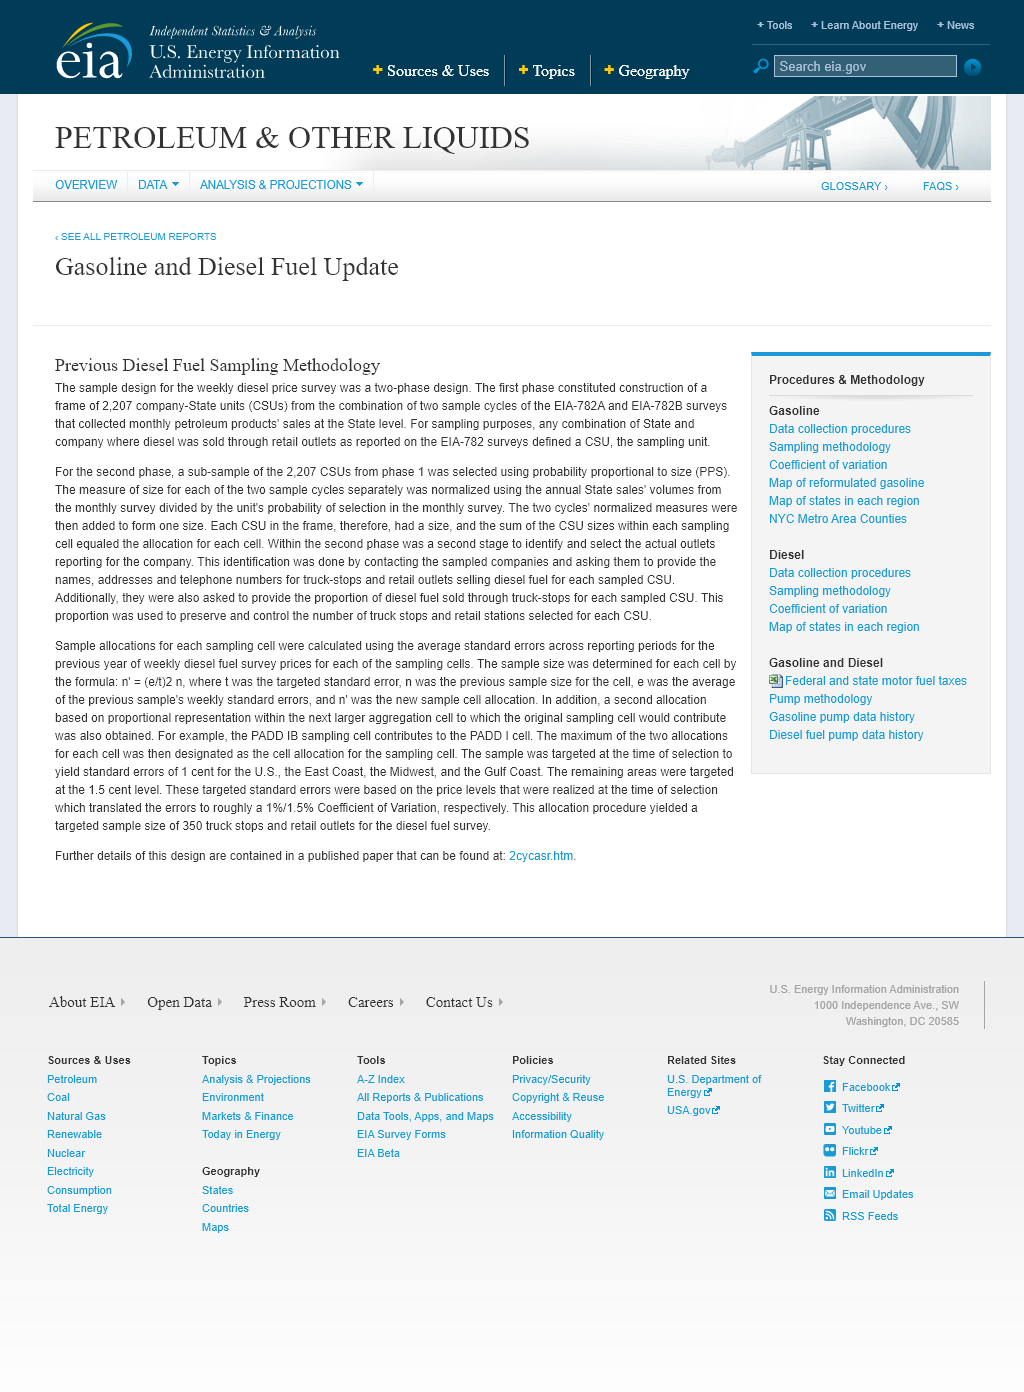 Independent Statistics & Analysis
eia U.S. Energy Information
Administration
Sources & Uses
Topics
Geography
Tools
Learn About Energy
News
Search eia.gov
PETROLEUM & OTHER LIQUIDS
OVERVIEW
DATA
ANALYSIS & PROJECTIONS
GLOSSARY ›
FAQS ›
‹ SEE ALL PETROLEUM REPORTS
Gasoline and Diesel Fuel Update
Previous Diesel Fuel Sampling Methodology
The sample design for the weekly diesel price survey was a two-phase design. The first phase constituted construction of a
frame of 2,207 company-State units (CSUs) from the combination of two sample cycles of the EIA-782A and EIA-782B surveys
that collected monthly petroleum products' sales at the State level. For sampling purposes, any combination of State and
company where diesel was sold through retail outlets as reported on the EIA-782 surveys defined a CSU, the sampling unit.
For the second phase, a sub-sample of the 2,207 CSUs from phase 1 was selected using probability proportional to size (PPS).
The measure of size for each of the two sample cycles separately was normalized using the annual State sales' volumes from
the monthly survey divided by the unit's probability of selection in the monthly survey. The two cycles' normalized measures were
then added to form one size. Each CSU in the frame, therefore, had a size, and the sum of the CSU sizes within each sampling
cell equaled the allocation for each cell. Within the second phase was a second stage to identify and select the actual outlets
reporting for the company. This identification was done by contacting the sampled companies and asking them to provide the
names, addresses and telephone numbers for truck-stops and retail outlets selling diesel fuel for each sampled CSU.
Additionally, they were also asked to provide the proportion of diesel fuel sold through truck-stops for each sampled CSU. This
proportion was used to preserve and control the number of truck stops and retail stations selected for each CSU.
Sample allocations for each sampling cell were calculated using the average standard errors across reporting periods for the
previous year of weekly diesel fuel survey prices for each of the sampling cells. The sample size was determined for each cell by
the formula: n' = (e/t)2 n, where t was the targeted standard error, n was the previous sample size for the cell, e was the average
of the previous sample's weekly standard errors, and n' was the new sample cell allocation. In addition, a second allocation
based on proportional representation within the next larger aggregation cell to which the original sampling cell would contribute
was also obtained. For example, the PADD IB sampling cell contributes to the PADD I cell. The maximum of the two allocations
for each cell was then designated as the cell allocation for the sampling cell. The sample was targeted at the time of selection to
yield standard errors of 1 cent for the U.S., the East Coast, the Midwest, and the Gulf Coast. The remaining areas were targeted
at the 1.5 cent level. These targeted standard errors were based on the price levels that were realized at the time of selection
which translated the errors to roughly a 1%/1.5% Coefficient of Variation, respectively. This allocation procedure yielded a
targeted sample size of 350 truck stops and retail outlets for the diesel fuel survey.
Further details of this design are contained in a published paper that can be found at: 2cycasr.htm.
Procedures & Methodology
Gasoline
Data collection procedures
Sampling methodology
Coefficient of variation
Map of reformulated gasoline
Map of states in each region
NYC Metro Area Counties
Diesel
Data collection procedures
Sampling methodology
Coefficient of variation
Map of states in each region
Gasoline and Diesel
Federal and state motor fuel taxes
Pump methodology
Gasoline pump data history
Diesel fuel pump data history
About EIA
Open Data
Press Room
Careers
Contact Us
U.S. Energy Information Administration
1000 Independence Ave., SW
Washington, DC 20585
Sources & Uses
Petroleum
Coal
Natural Gas
Renewable
Nuclear
Electricity
Consumption
Total Energy
Topics
Analysis & Projections
Environment
Markets & Finance
Today in Energy
Geography
States
Countries
Maps
Tools
A-Z Index
All Reports & Publications
Data Tools, Apps, and Maps
EIA Survey Forms
EIA Beta
Policies
Privacy/Security
Copyright & Reuse
Accessibility
Information Quality
Related Sites
U.S. Department of
Energy
USA.gov
Stay Connected
Facebook
Twitter
Youtube
Flickr
LinkedIn
Email Updates
RSS Feeds